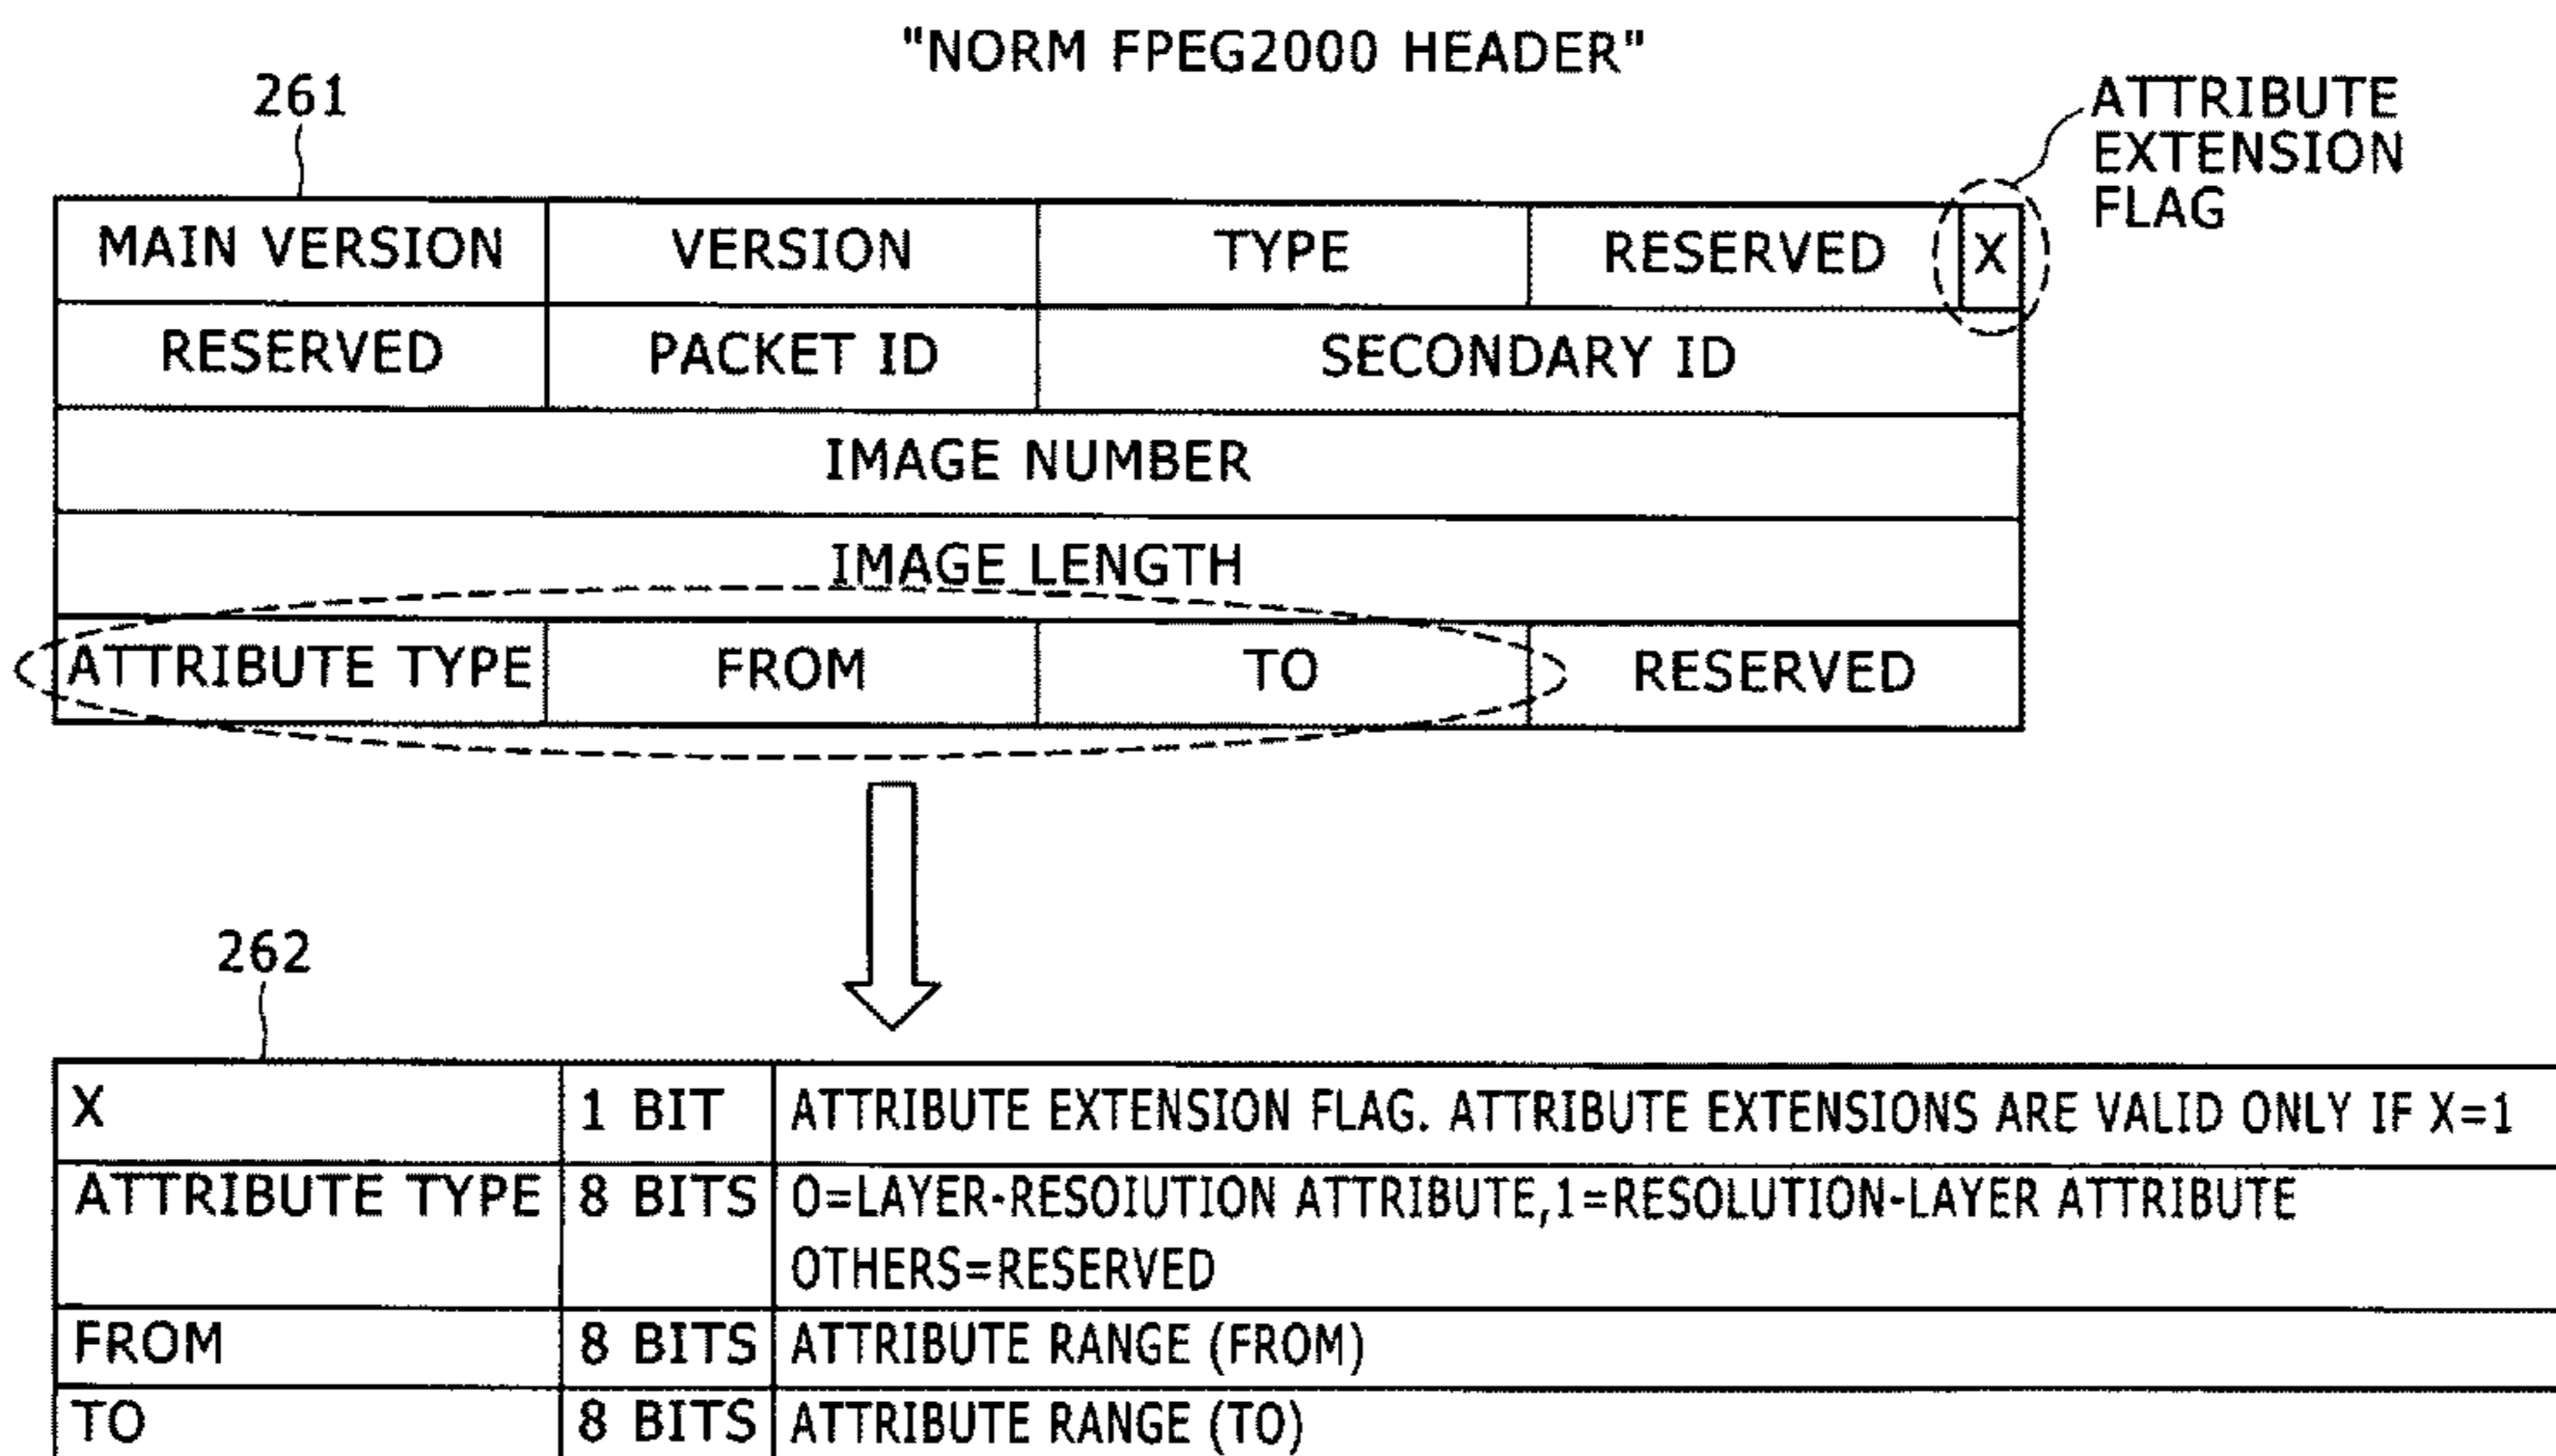 "NORM FPEG2000 HEADER"
261
ATTRIBUTE
EXTENSION
FLAG
MAIN VERSION VERSION TYPE RESERVED X
RESERVED PACKET ID SECONDARY ID
IMAGE NUMBER
IMAGE LENGTH
ATTRIBUTE TYPE FROM TO RESERVED
262
X 1 BIT ATTRIBUTE EXTENSION FLAG. ATTRIBUTE EXTENSIONS ARE VALID ONLY IF X=1
ATTRIBUTE TYPE 8 BITS 0=LAYER-RESOIUTION ATTRIBUTE,1=RESOLUTION-LAYER ATTRIBUTE
OTHERS=RESERVED
FROM 8 BITS ATTRIBUTE RANGE (FROM)
TO 8 BITS ATTRIBUTE RANGE (TO)